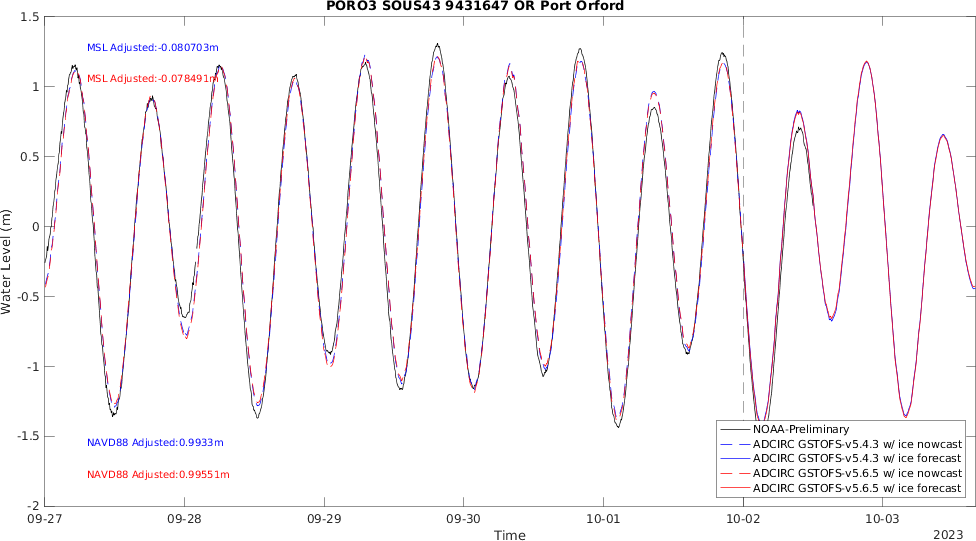 PORO3 SOUS43 9431647 OR Port Orford
MSL Adjusted:-0.080703m
MSL Adjusted:-0.078491m
NAVD88 Adjusted:0.9933m
NAVD88 Adjusted:0.99551m
Water Level (m)
1.5
1
0.5
0
-0.5
-1
-1.5
-2
NOAA-Preliminary
ADCIRC GSTOFS-v5.4.3 w/ ice nowcast
ADCIRC GSTOFS-v5.4.3 w/ ice forecast
ADCIRC GSTOFS-v5.6.5 w/ ice nowcast
ADCIRC GSTOFS-v5.6.5 w/ ice forecast
09-27 09-28 09-29 09-30 10-01 10-02 10-03
Time
2023